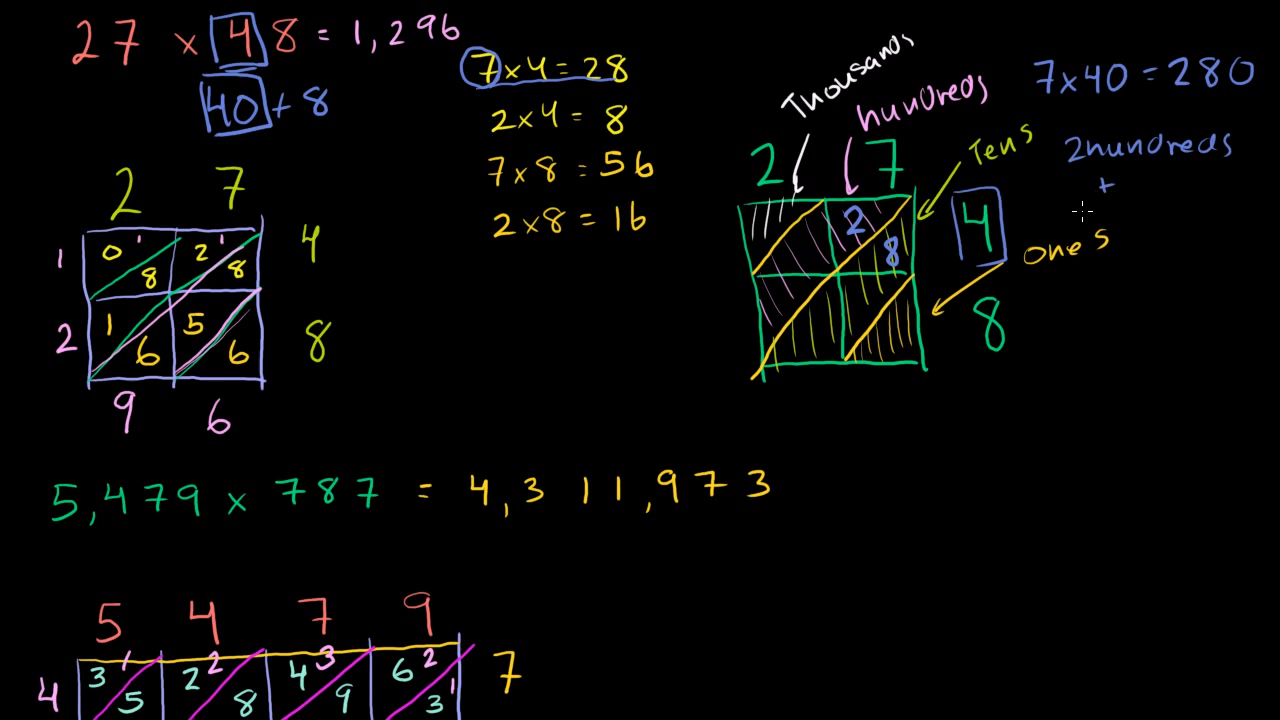 27 × 48 = 1,296
40 + 8
7 × 4 = 28
2 × 4 = 8
7 × 8 = 56
2 × 8 = 16
2 7
1 0 1 8 2 1 8 4
2 1 6 5 6 8
9 6
Thousands
hundreds
Tens
ones
2 7
2 8 4
8
7 × 40 = 280
2 hundreds
+
5,479 × 787 = 4,311,973
5 4 7 9
4 3 1 5 2 2 8 4 3 9 6 2 3 1 7